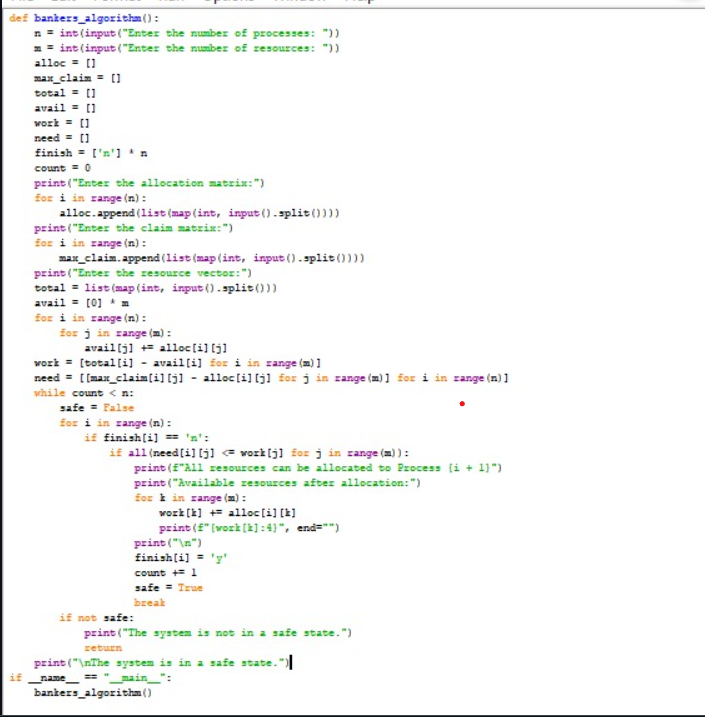 def bankers_algorithm():
    n = int(input("Enter the number of processes: "))
    m = int(input("Enter the number of resources: "))
    alloc = []
    max_claim = []
    total = []
    avail = []
    work = []
    need = []
    finish = ['n'] * n
    count = 0
    print("Enter the allocation matrix:")
    for i in range(n):
        alloc.append(list(map(int, input().split())))
    print("Enter the claim matrix:")
    for i in range(n):
        max_claim.append(list(map(int, input().split())))
    print("Enter the resource vector:")
    total = list(map(int, input().split()))
    avail = [0] * m
    for i in range(n):
        for j in range(m):
            avail[j] += alloc[i][j]
    work = [total[i] - avail[i] for i in range(m)]
    need = [[max_claim[i][j] - alloc[i][j] for j in range(m)] for i in range(n)]
    while count < n:
        safe = False
        for i in range(n):
            if finish[i] == 'n':
                if all(need[i][j] <= work[j] for j in range(m)):
                    print(f"All resources can be allocated to Process {i + 1}")
                    print("Available resources after allocation:")
                    for k in range(m):
                        work[k] += alloc[i][k]
                        print(f"{work[k]:4}", end="")
                    print("\n")
                    finish[i] = 'y'
                    count += 1
                    safe = True
                    break
        if not safe:
            print("The system is not in a safe state.")
            return
    print("\nThe system is in a safe state.")
if __name__ == "__main__":
    bankers_algorithm()